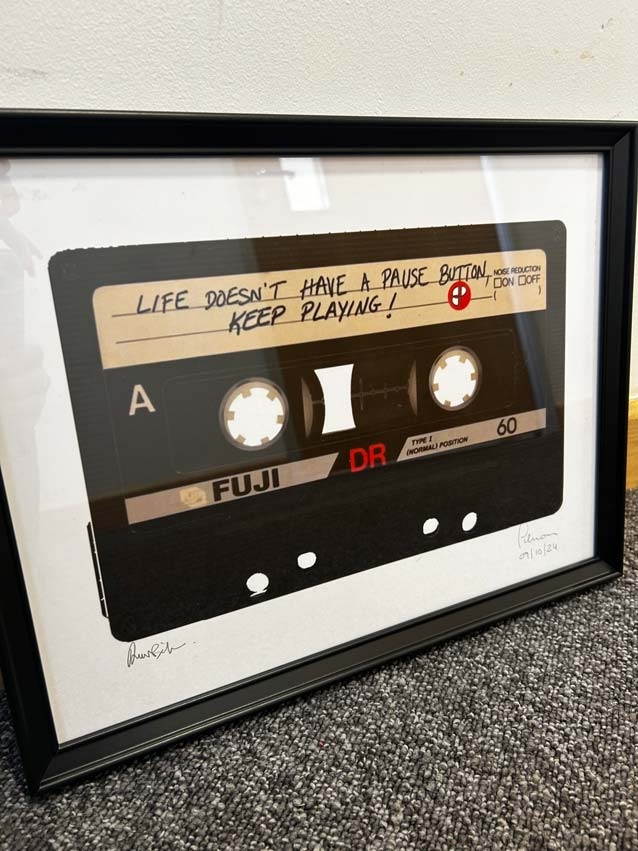 LIFE DOESN'T HAVE A PAUSE BUTTON,
KEEP PLAYING!
NOISE REDUCTION
☐ON ☐OFF
( )
A
FUJI
DR
TYPE I
(NORMAL) POSITION
60
09/10/24